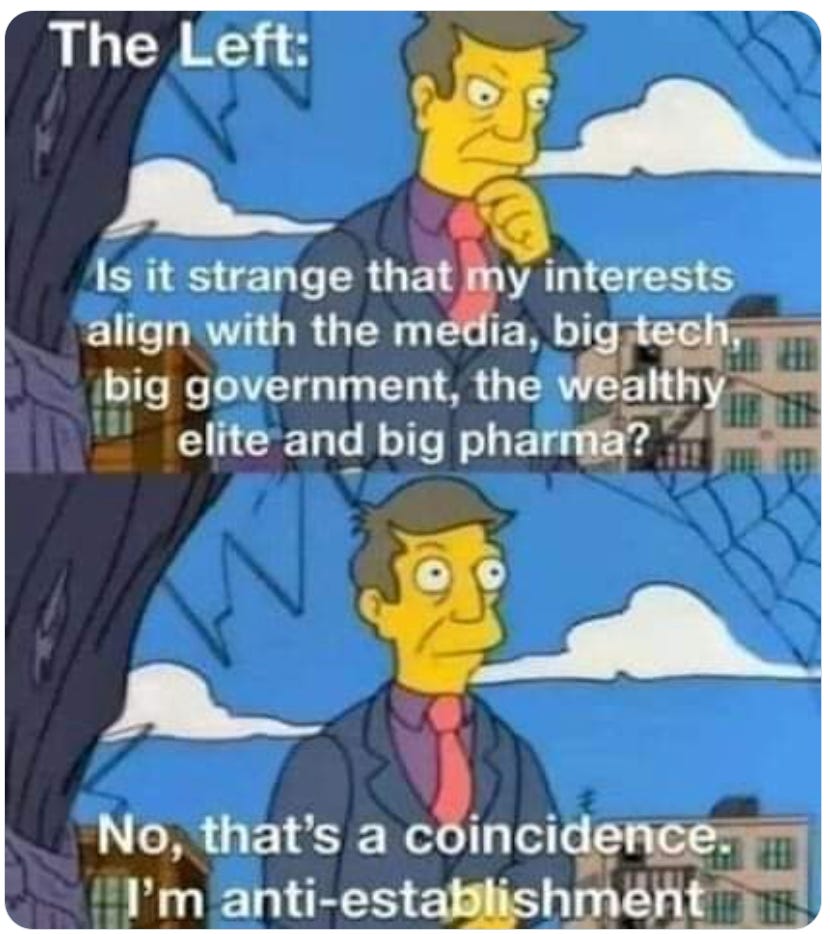 The Left:
Is it strange that my interests
align with the media, big tech,
big government, the wealthy
elite and big pharma?
No, that's a coincidence.
I'm anti-establishment